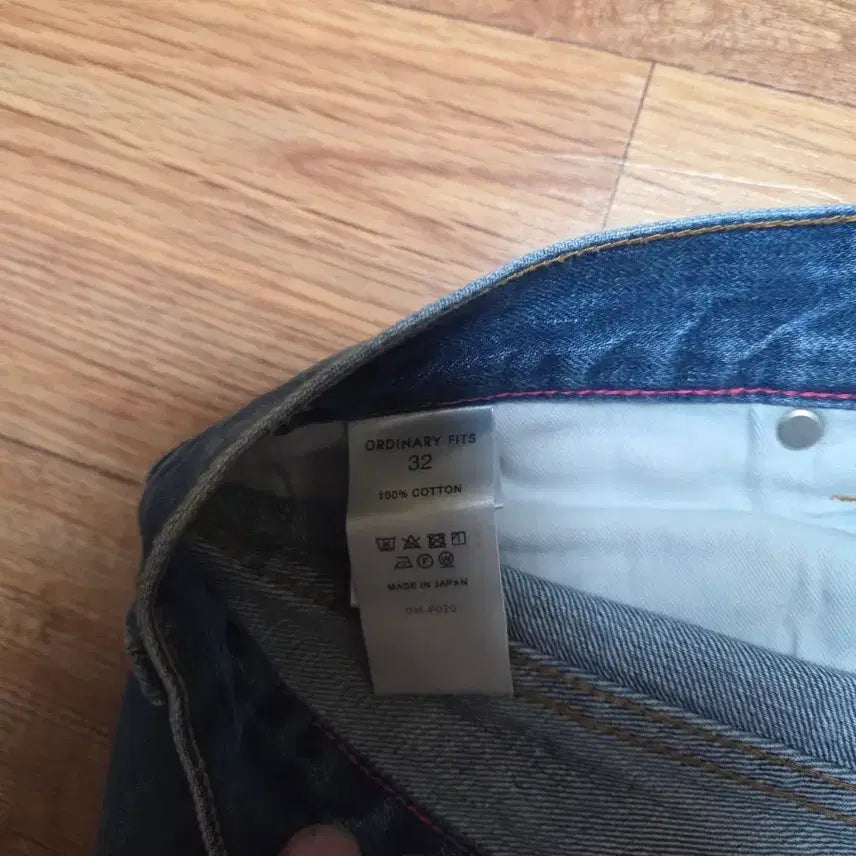 ORDINARY FITS
32
100% COTTON
MADE IN JAPAN